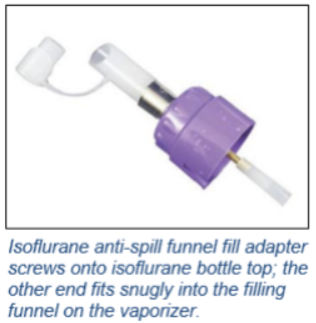 Isoflurane anti-spill funnel fill adapter
screws onto isoflurane bottle top; the
other end fits snugly into the filling
funnel on the vaporizer.